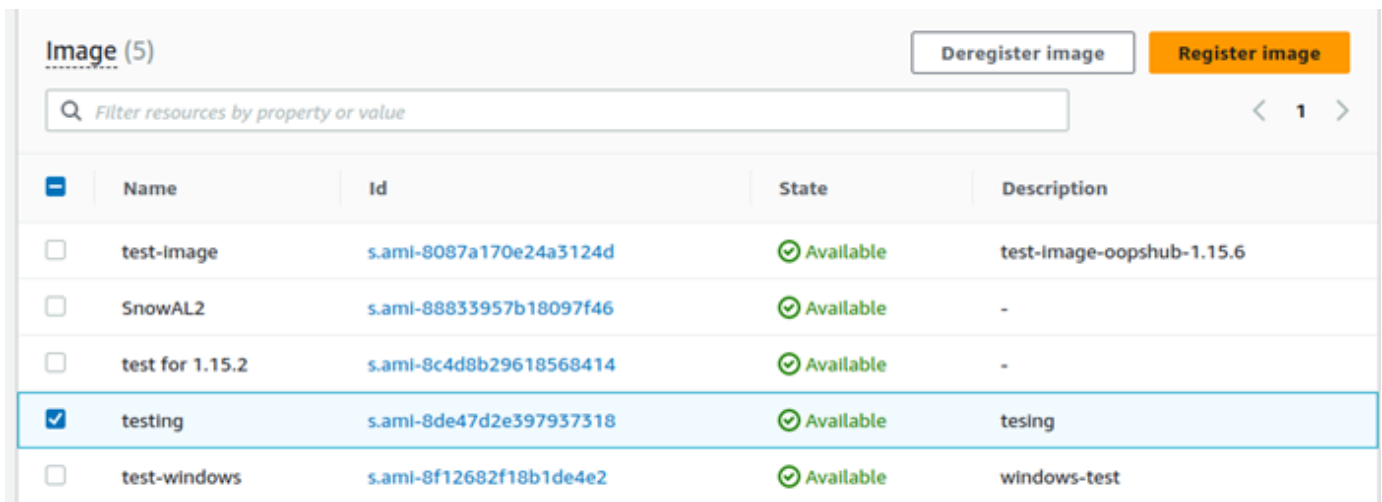 Image (5) Deregister image Register image
Filter resources by property or value 1
Name Id State Description
test-image s.ami-8087a170e24a3124d Available test-image-oopshub-1.15.6
SnowAL2 s.ami-88833957b18097f46 Available -
test for 1.15.2 s.ami-8c4d8b29618568414 Available -
testing s.ami-8de47d2e397937318 Available tesing
test-windows s.ami-8f12682f18b1de4e2 Available windows-test